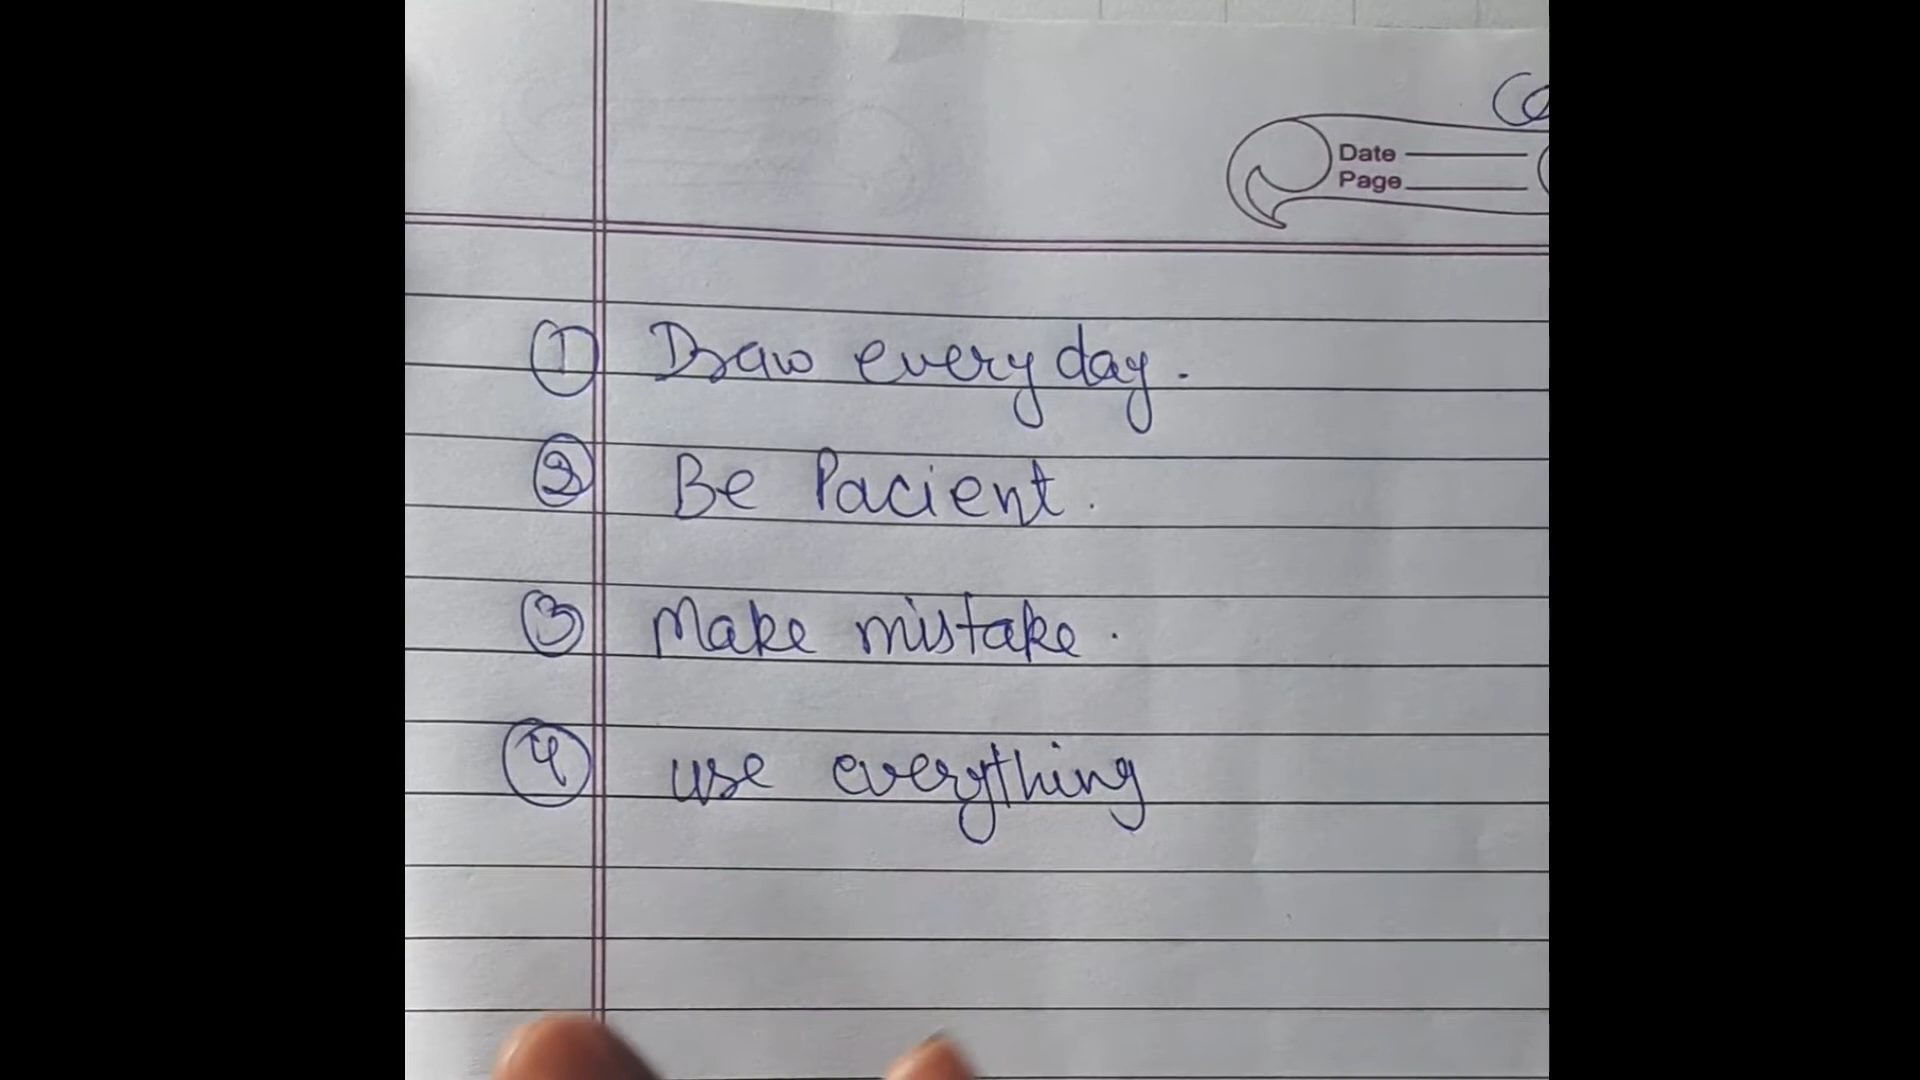 Date
Page
① Draw everyday.
② Be Pacient.
③ Make mistake.
④ use everything